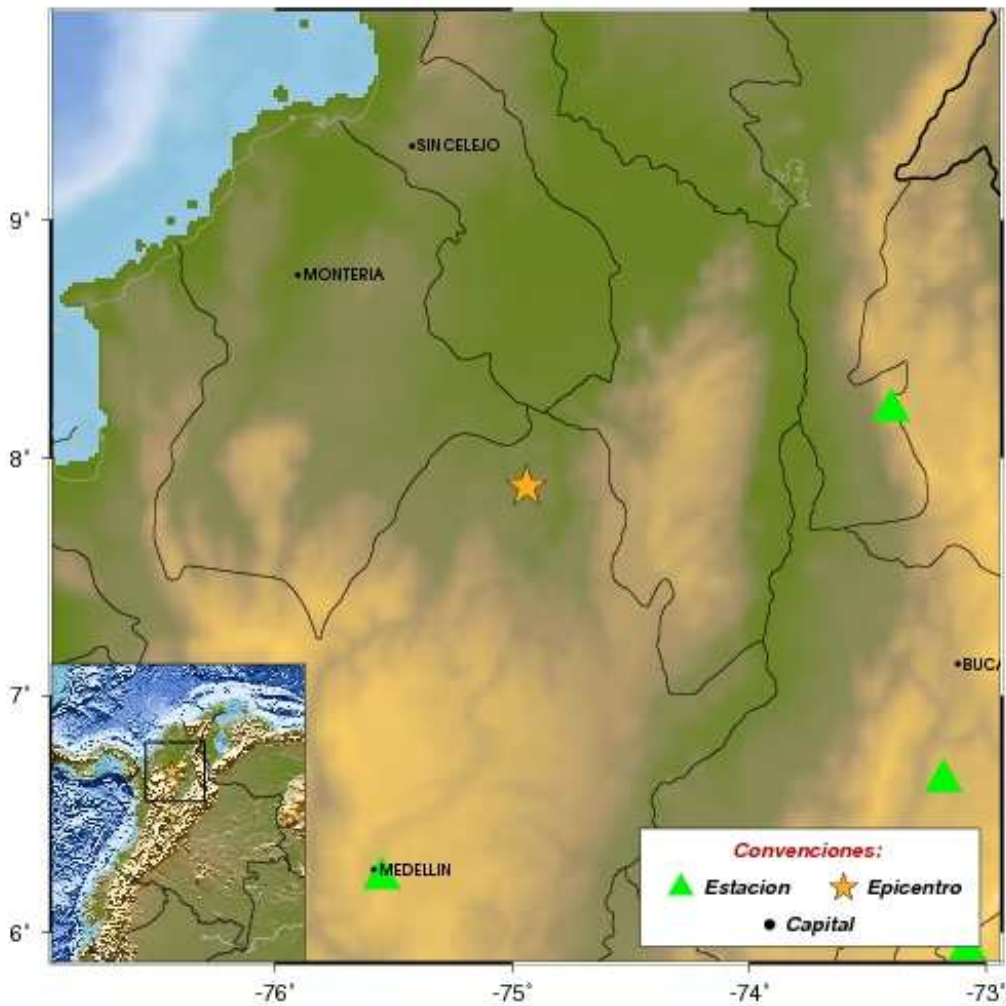 SINCELEJO
9°
MONTERIA
8°
7°
BUCA
MEDELLIN
6°
Convenciones:
Estacion
Epicentro
Capital
-76°
-75°
-74°
-73°